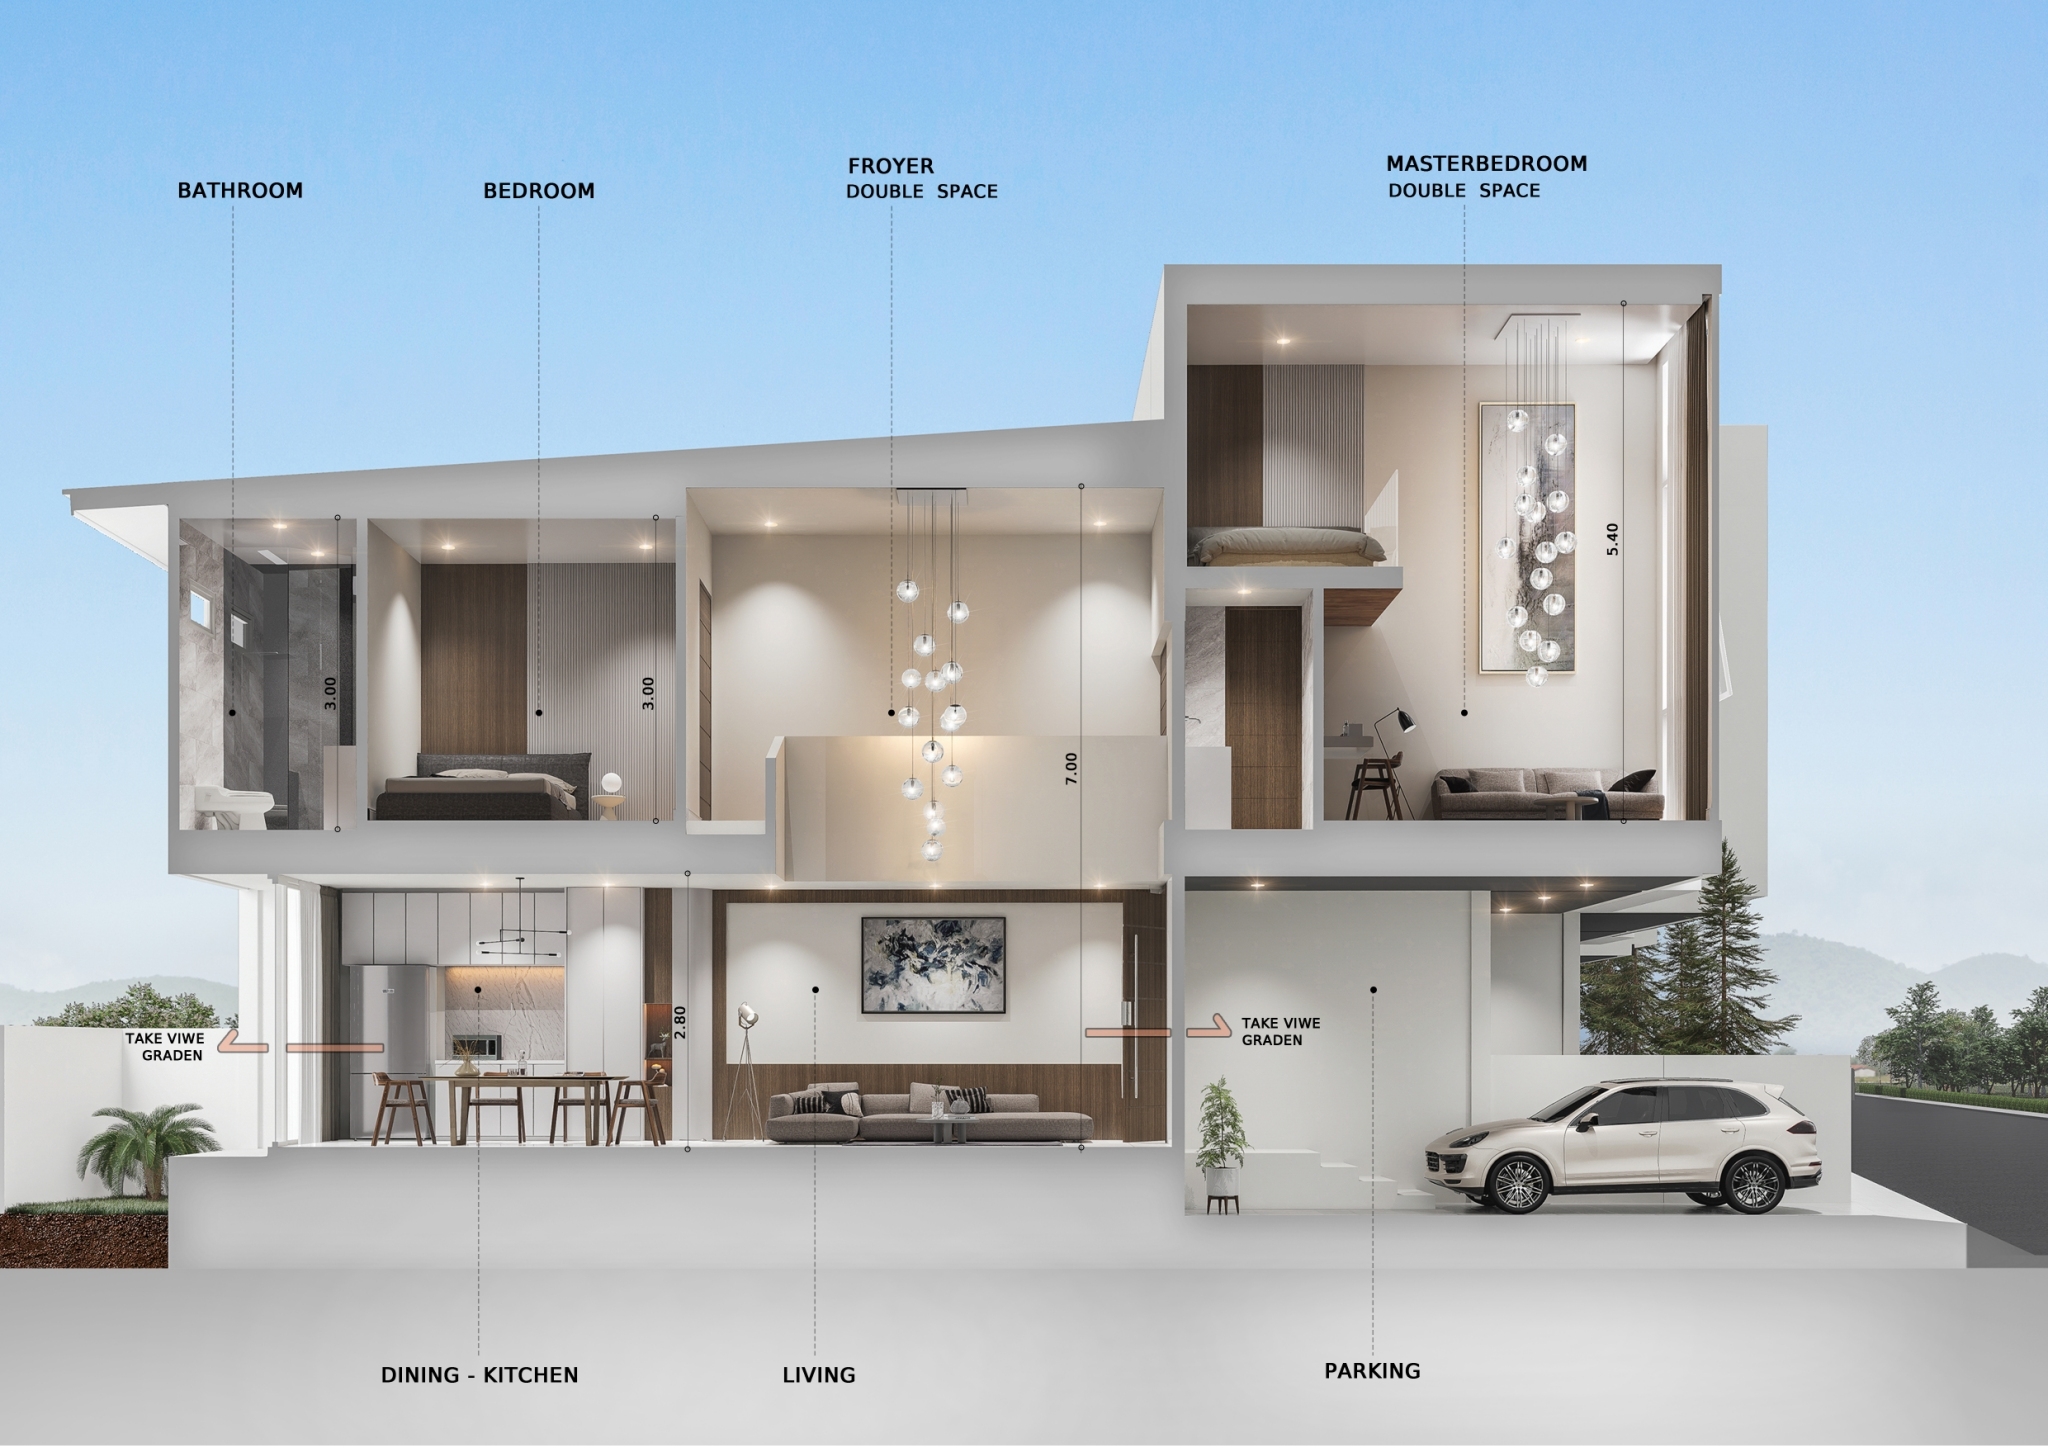 FROYER
DOUBLE SPACE
MASTERBEDROOM
DOUBLE SPACE
BATHROOM
BEDROOM
5.40
3.00
3.00
7.00
2.80
TAKE VIWE
GRADEN
TAKE VIWE
GRADEN
DINING - KITCHEN
LIVING
PARKING